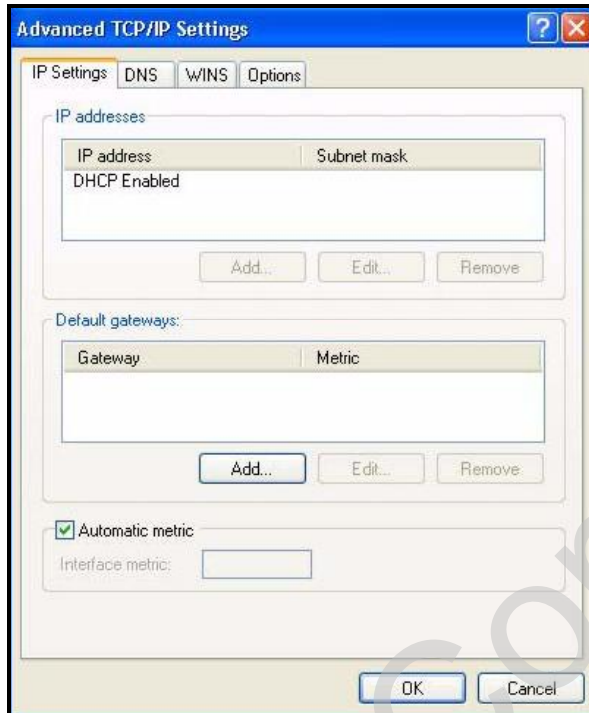 Advanced TCP/IP Settings
IP Settings DNS WINS Options
IP addresses
IP address Subnet mask
DHCP Enabled
Add... Edit... Remove
Default gateways:
Gateway Metric
Add... Edit... Remove
Automatic metric
Interface metric:
OK Cancel